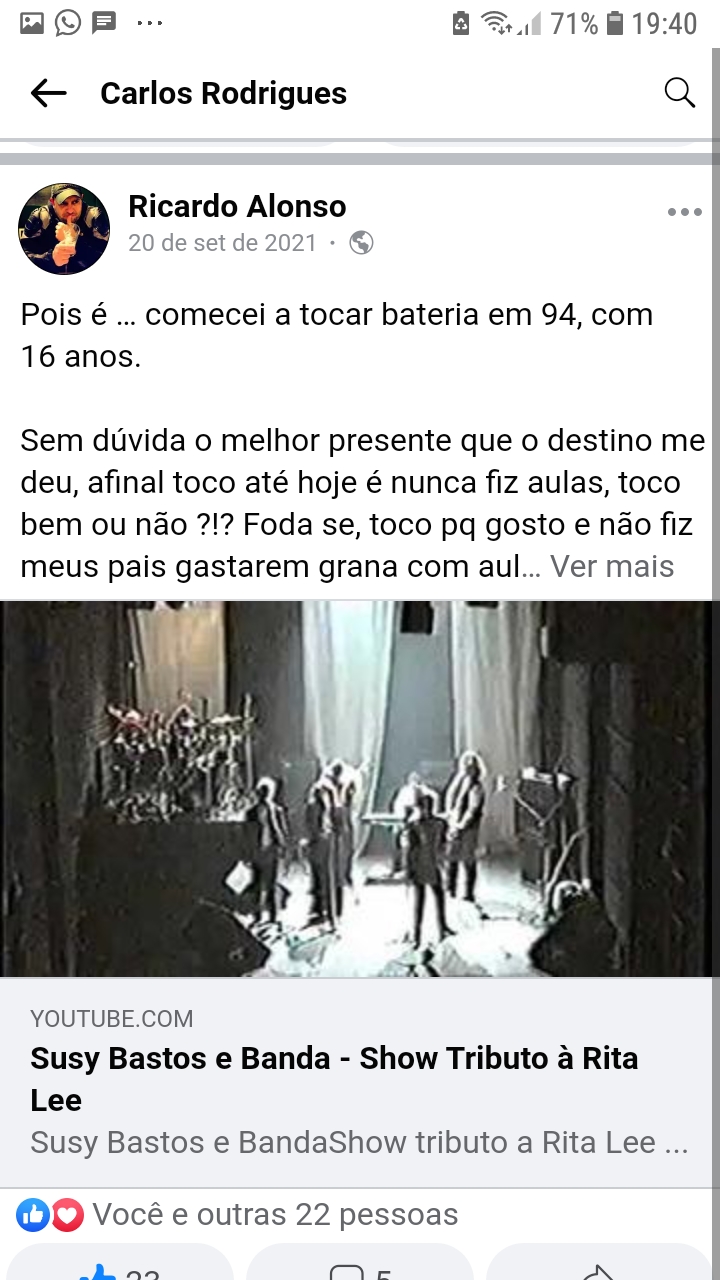 71% 19:40
Carlos Rodrigues
Ricardo Alonso
20 de set de 2021 ·
Pois é ... comecei a tocar bateria em 94, com
16 anos.
Sem dúvida o melhor presente que o destino me
deu, afinal toco até hoje é nunca fiz aulas, toco
bem ou não ?!? Foda se, toco pq gosto e não fiz
meus pais gastarem grana com aul... Ver mais
YOUTUBE.COM
Susy Bastos e Banda - Show Tributo à Rita
Lee
Susy Bastos e BandaShow tributo a Rita Lee ...
Você e outras 22 pessoas
23 5